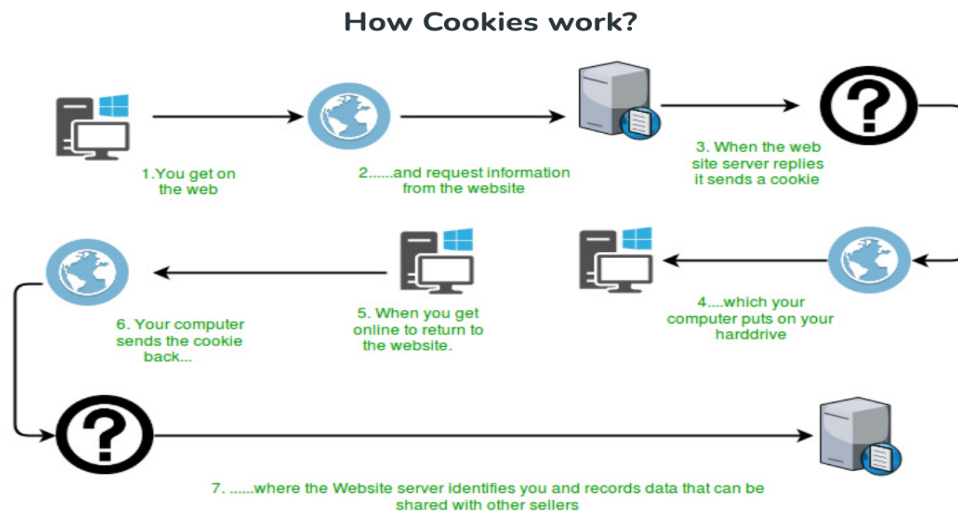 How Cookies work?
1.You get on
the web
2......and request information
from the website
3. When the web
site server replies
it sends a cookie
4....which your
computer puts on your
harddrive
5. When you get
online to return to
the website.
6. Your computer
sends the cookie
back...
7. ......where the Website server identifies you and records data that can be
shared with other sellers